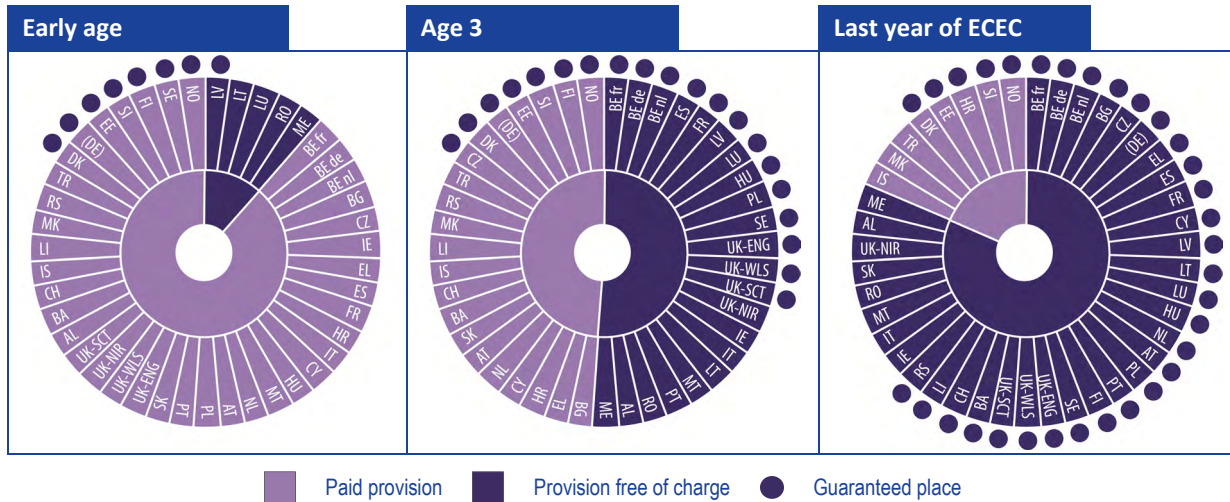 Early age
LV
LT
LU
RO
ME
BE fr
BE de
BE nl
BG
CZ
IE
EL
ES
FR
HR
IT
CY
HU
MT
NL
AT
PL
PT
SK
UK-ENG
UK-WLS
UK-NIR
UK-SCT
AL
BA
CH
IS
LI
MK
RS
TR
DK
(DE)
EE
SI
FI
SE
NO
Age 3
BE fr
BE de
BE nl
ES
FR
LV
LU
HU
PL
SE
UK-ENG
UK-WLS
UK-SCT
UK-NIR
IE
IT
LT
MT
PT
RO
AL
ME
BG
EL
HR
CY
NL
AT
SK
BA
CH
IS
LI
MK
RS
TR
CZ
DK
(DE)
EE
SI
FI
NO
Last year of ECEC
BE fr
BE de
BE nl
BG
CZ
(DE)
EL
ES
FR
CY
LV
LT
LU
HU
NL
AT
PL
PT
FI
SE
UK-ENG
UK-WLS
UK-SCT
BA
CH
LI
RS
IE
IT
MT
RO
SK
UK-NIR
AL
ME
IS
MK
TR
DK
EE
HR
SI
NO
Paid provision
Provision free of charge
Guaranteed place